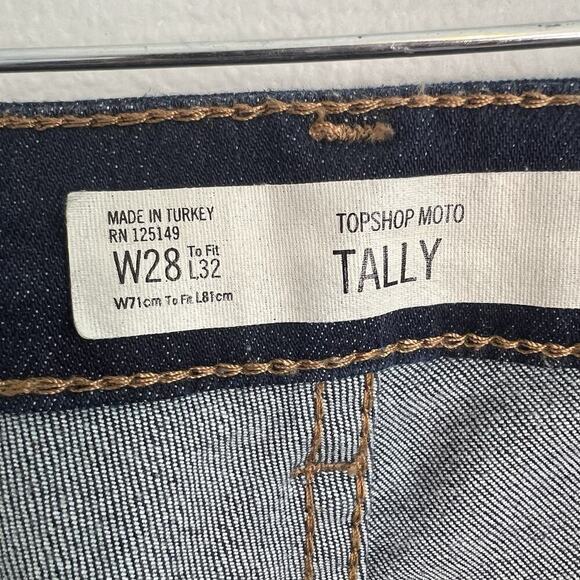 MADE IN TURKEY
RN 125149
W28 To Fit L32
W71cm To Fit L81cm
TOPSHOP MOTO
TALLY